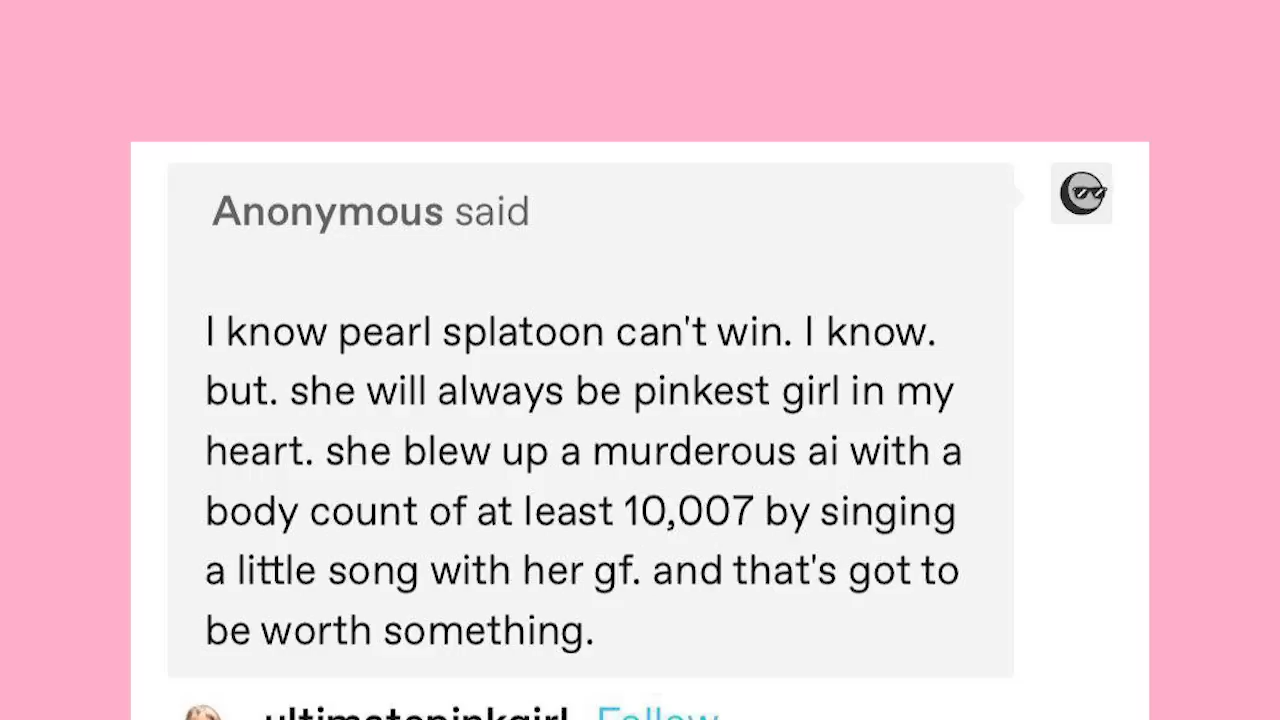 Anonymous said
I know pearl splatoon can't win. I know.
but. she will always be pinkest girl in my
heart. she blew up a murderous ai with a
body count of at least 10,007 by singing
a little song with her gf. and that's got to
be worth something.
ultimatepinkgirl Follow